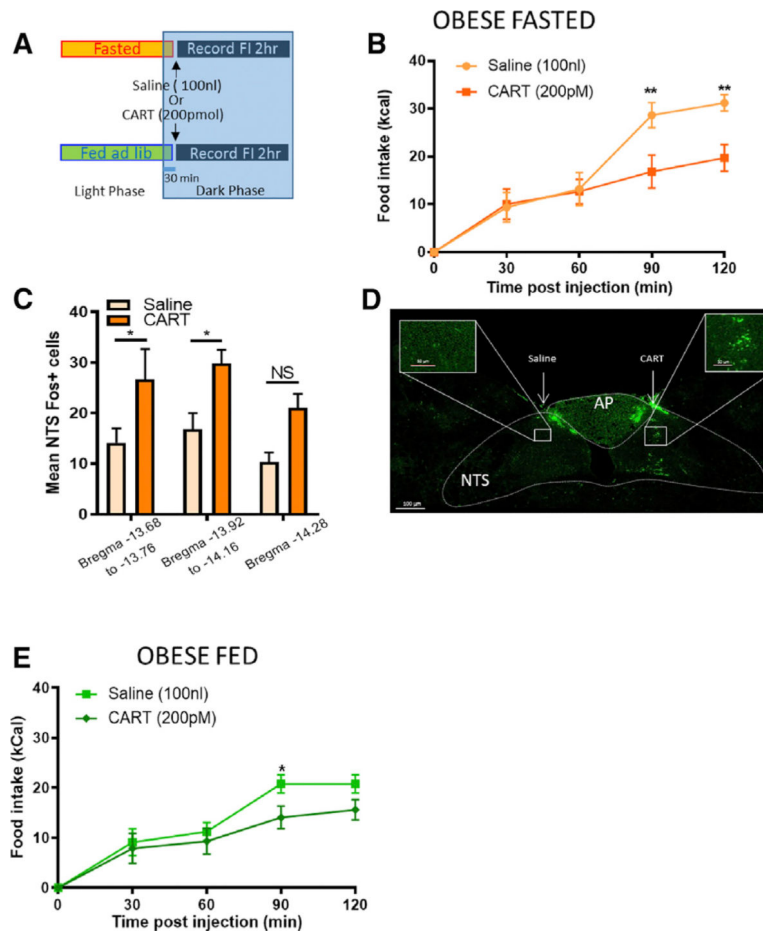 OBESE FASTED
A
Fasted
Record FI 2hr
Saline ( 100nl)
Or
CART (200pmol)
Fed ad lib
Record FI 2hr
30 min
Light Phase
Dark Phase
B
Saline (100nl)
CART (200pM)
**
**
Food intake (kcal)
40
30
20
10
0
0
30
60
90
120
Time post injection (min)
C
Saline
CART
*
*
NS
Mean NTS Fos+ cells
40
30
20
10
0
Bregma -13.68
to -13.76
Bregma -13.92
to -14.16
Bregma -14.28
D
Saline
CART
AP
NTS
100 µm
E
OBESE FED
Saline (100nl)
CART (200pM)
*
Food intake (kCal)
40
30
20
10
0
0
30
60
90
120
Time post injection (min)